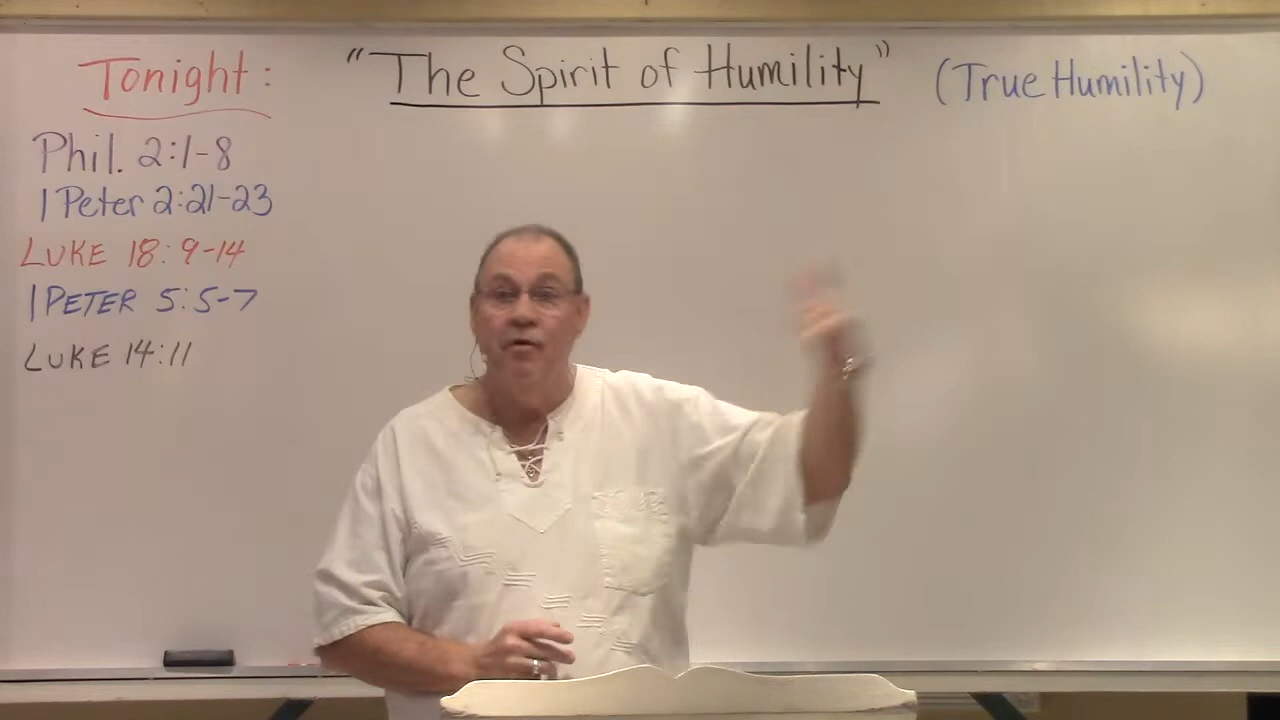 Tonight: "The Spirit of Humility" (True Humility)
Phil. 2:1-8
1 Peter 2:21-23
LUKE 18:9-14
1 PETER 5:5-7
LUKE 14:11